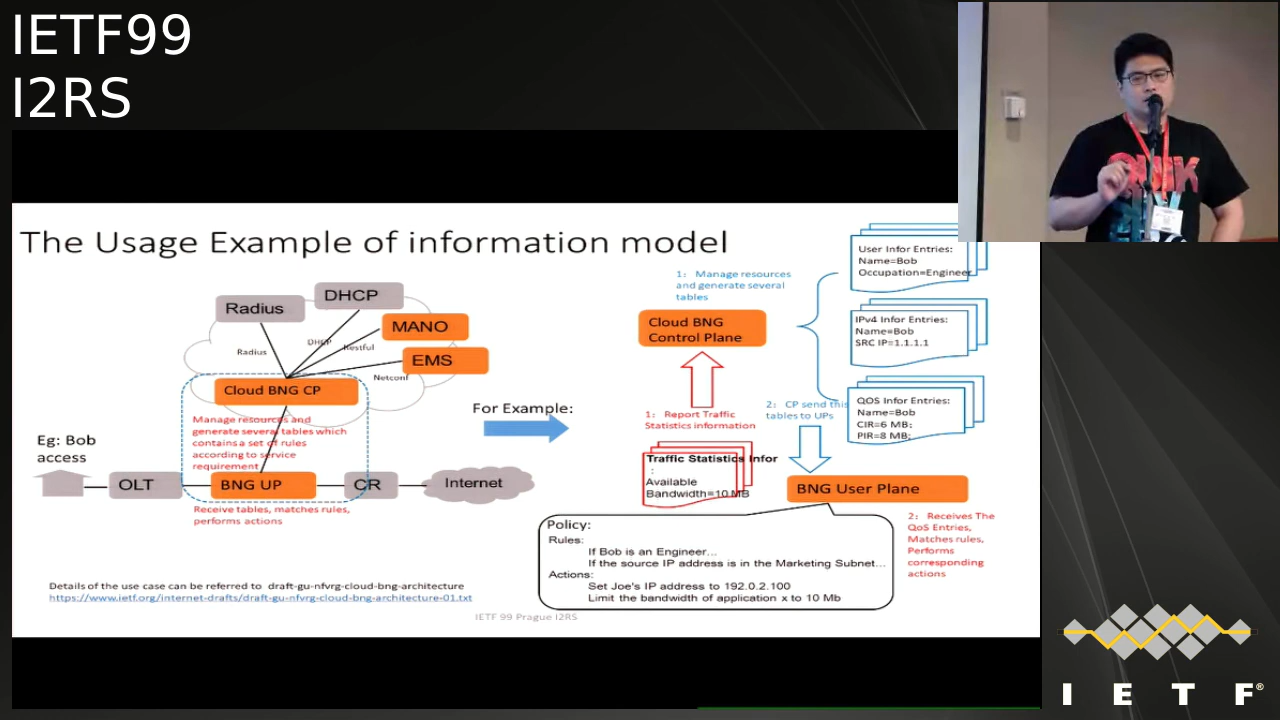 IETF99
I2RS
The Usage Example of information model
Radius
DHCP
MANO
EMS
Radius
DHCP
Restful
Netconf
Cloud BNG CP
Manage resources and
generate several tables which
contains a set of rules
according to service
requirement
Eg: Bob
access
OLT
BNG UP
CR
Internet
Receive tables, matches rules,
performs actions
For Example:
1: Manage resources
and generate several
tables
Cloud BNG
Control Plane
User Infor Entries:
Name=Bob
Occupation=Engineer
IPv4 Infor Entries:
Name=Bob
SRC IP=1.1.1.1
QOS Infor Entries:
Name=Bob
CIR=6 MB;
PIR=8 MB;
1: Report Traffic
Statistics information
2: CP send this
tables to UPs
Traffic Statistics Infor
:
Available
Bandwidth=10 MB
BNG User Plane
2: Receives The
QoS Entries,
Matches rules,
Performs
corresponding
actions
Policy:
Rules:
If Bob is an Engineer...
If the source IP address is in the Marketing Subnet...
Actions:
Set Joe's IP address to 192.0.2.100
Limit the bandwidth of application x to 10 Mb
Details of the use case can be referred to draft-gu-nfvrg-cloud-bng-architecture
https://www.ietf.org/internet-drafts/draft-gu-nfvrg-cloud-bng-architecture-01.txt
IETF 99 Prague I2RS
I E T F®